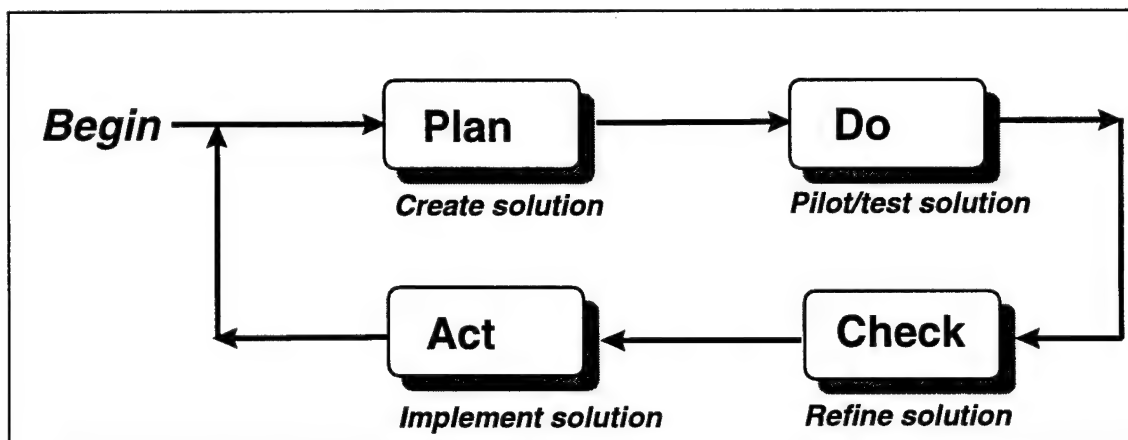 Begin
Plan
Create solution
Do
Pilot/test solution
Check
Refine solution
Act
Implement solution